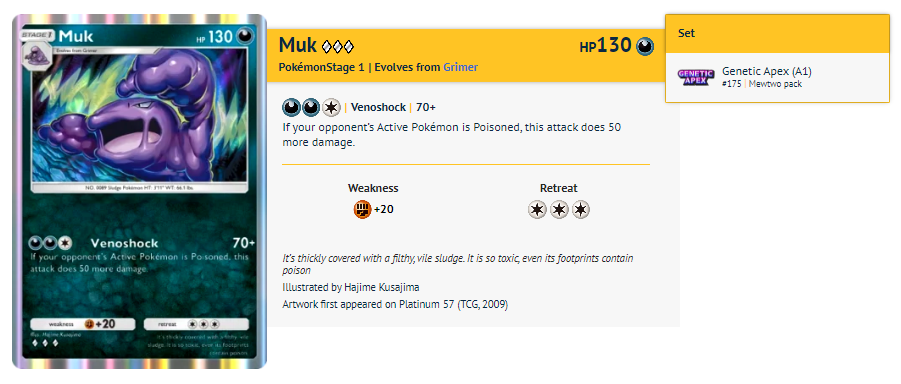 STAGE1
Muk
HP 130
Evolves from Grimer
NO. 0089 Sludge Pokémon HT: 3'11" WT: 66.1 lbs.
Venoshock 70+
If your opponent's Active Pokémon is Poisoned, this
attack does 50 more damage.
weakness +20 retreat
Illus. Hajime Kusajima
It's thickly covered with a filthy, vile
sludge. It is so toxic, even its footprints
contain poison.
Muk
HP130
PokémonStage 1 | Evolves from Grimer
Venoshock | 70+
If your opponent's Active Pokémon is Poisoned, this attack does 50
more damage.
Weakness Retreat
+20
It's thickly covered with a filthy, vile sludge. It is so toxic, even its footprints contain
poison
Illustrated by Hajime Kusajima
Artwork first appeared on Platinum 57 (TCG, 2009)
Set
GENETIC
APEX
Genetic Apex (A1)
#175 | Mewtwo pack